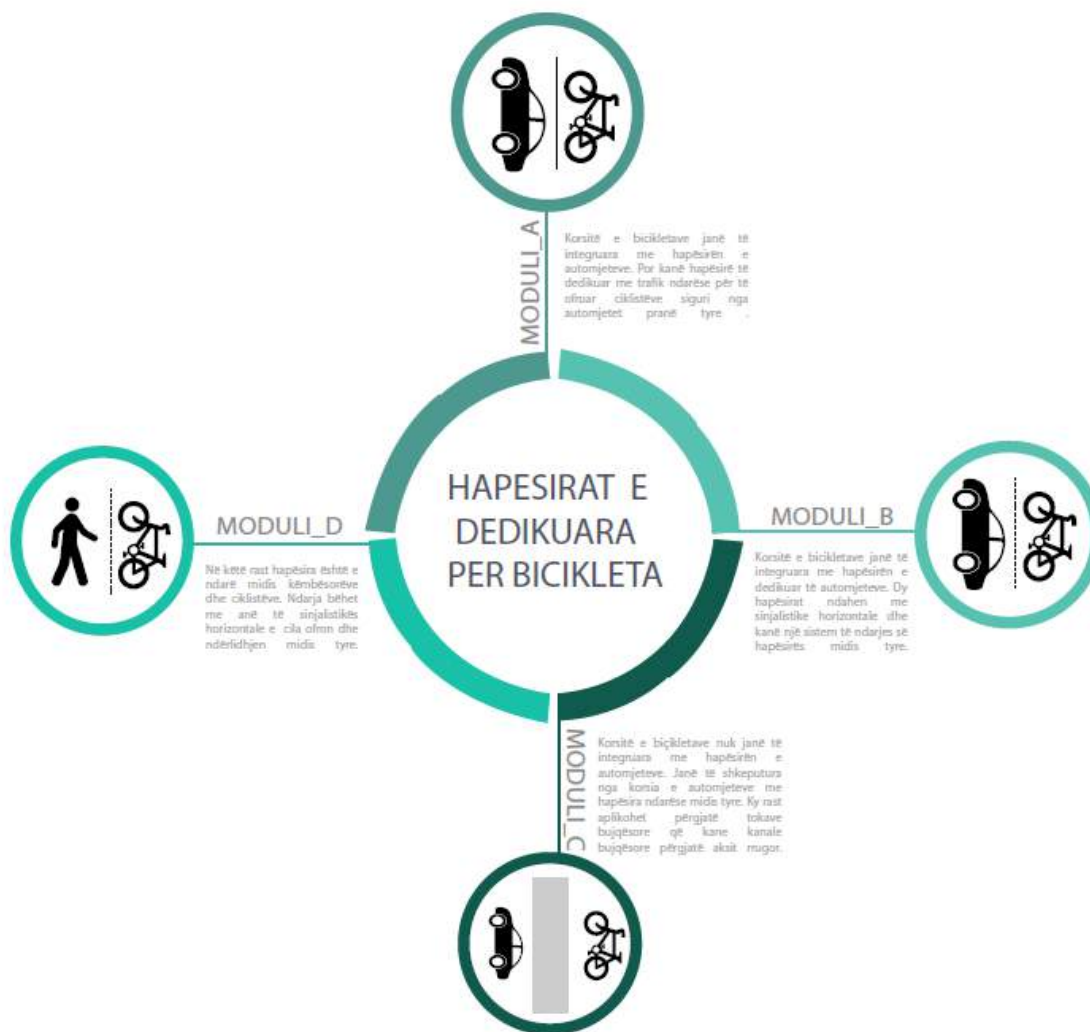 MODULI_A
Korsitë e bicikletave janë të
integruara me hapësirën e
automjeteve. Por kanë hapësirë të
dedikuar me trafik ndarëse për të
ofruar ciklistëve siguri nga
automjetet pranë tyre .
HAPESIRAT E
DEDIKUARA
PER BICIKLETA
MODULI_D
Në këtë rast hapësira është e
ndarë midis këmbësorëve
dhe ciklistëve. Ndarja bëhet
me anë të sinjalistikës
horizontale e cila ofron dhe
ndërlidhjen midis tyre.
MODULI_B
Korsitë e bicikletave janë të
integruara me hapësirën e
dedikuar të automjeteve. Dy
hapësirat ndahen me
sinjalistike horizontale dhe
kanë një sistem të ndarjes së
hapësirës midis tyre.
MODULI_C
Korsitë e biçikletave nuk janë të
integruara me hapësirën e
automjeteve. Janë të shkeputura
nga korsia e automjeteve me
hapësira ndarëse midis tyre. Ky rast
aplikohet përgjatë tokave
bujqësore që kane kanale
bujqësore përgjatë aksit rrugor.